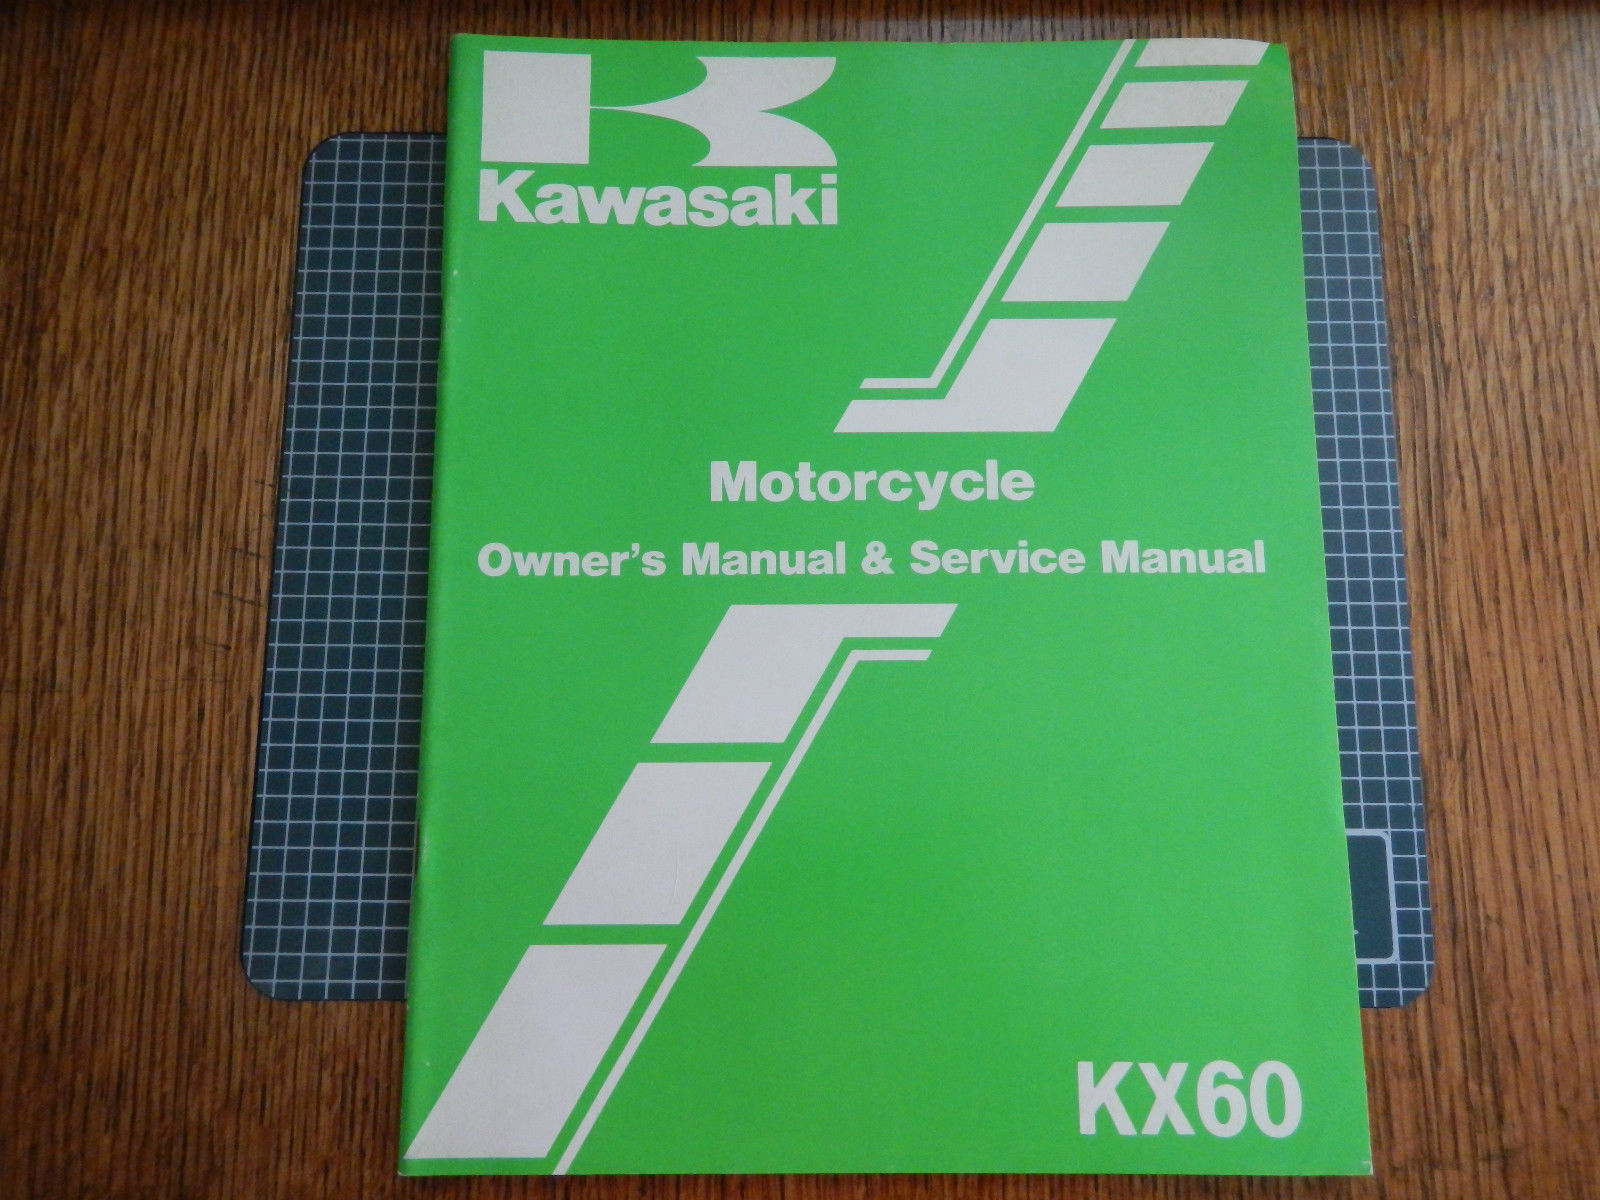 Kawasaki
Motorcycle
Owner's Manual & Service Manual
KX60